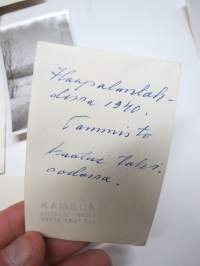 Haapalanlah-
dessa 1940.
Tammisto
kaatui talvi
sodassa.
KAMERA